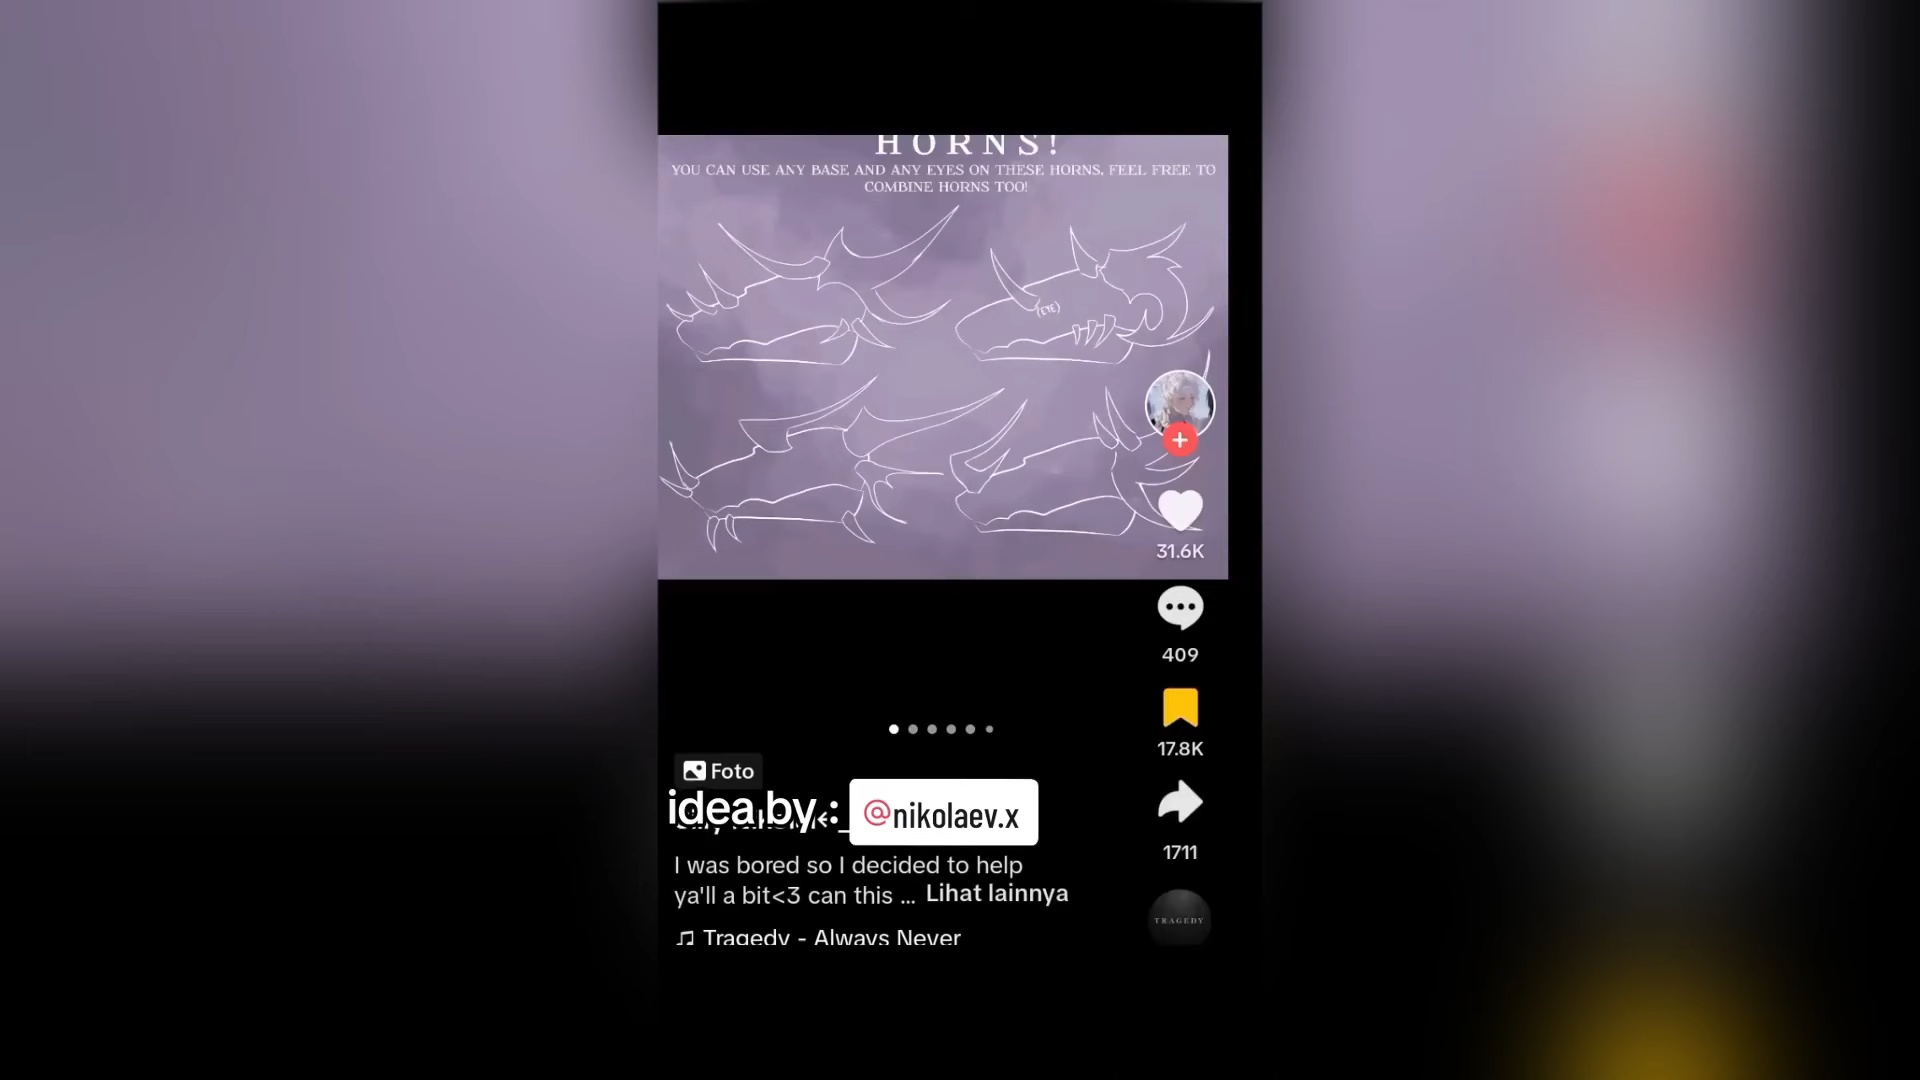 HORNS!
YOU CAN USE ANY BASE AND ANY EYES ON THESE HORNS, FEEL FREE TO
COMBINE HORNS TOO!
(EYE)
31.6K
409
17.8K
Foto
idea by : @nikolaev.x
1711
I was bored so I decided to help
ya'll a bit<3 can this ... Lihat lainnya
TRAGEDY
Tragedy - Always Never